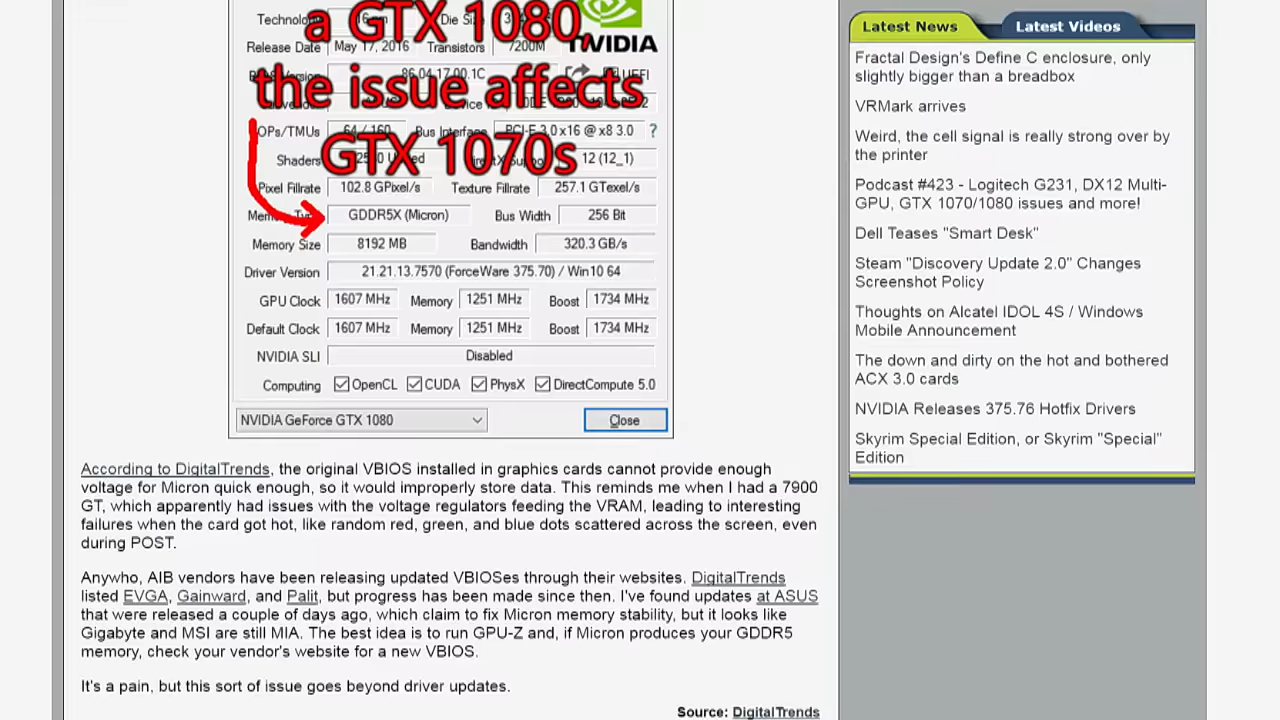 a GTX 1080,
the issue affects
GTX 1070s
Die Size
NVIDIA
Release Date May 17, 2016 Transistors 7200M
86.04.17.00.1C UEFI
OPs/TMUs 64 / 160 Bus Interface PCI-E 3.0 x16 @ x8 3.0 ?
Shaders 12 (12_1)
Pixel Fillrate 102.8 GPixel/s Texture Fillrate 257.1 GTexel/s
GDDR5X (Micron) Bus Width 256 Bit
Memory Size 8192 MB Bandwidth 320.3 GB/s
Driver Version 21.21.13.7570 (ForceWare 375.70) / Win10 64
GPU Clock 1607 MHz Memory 1251 MHz Boost 1734 MHz
Default Clock 1607 MHz Memory 1251 MHz Boost 1734 MHz
NVIDIA SLI Disabled
Computing OpenCL CUDA PhysX DirectCompute 5.0
NVIDIA GeForce GTX 1080 Close
According to DigitalTrends, the original VBIOS installed in graphics cards cannot provide enough
voltage for Micron quick enough, so it would improperly store data. This reminds me when I had a 7900
GT, which apparently had issues with the voltage regulators feeding the VRAM, leading to interesting
failures when the card got hot, like random red, green, and blue dots scattered across the screen, even
during POST.
Anywho, AIB vendors have been releasing updated VBIOSes through their websites. DigitalTrends
listed EVGA, Gainward, and Palit, but progress has been made since then. I've found updates at ASUS
that were released a couple of days ago, which claim to fix Micron memory stability, but it looks like
Gigabyte and MSI are still MIA. The best idea is to run GPU-Z and, if Micron produces your GDDR5
memory, check your vendor's website for a new VBIOS.
It's a pain, but this sort of issue goes beyond driver updates.
Source: DigitalTrends
Latest News Latest Videos
Fractal Design's Define C enclosure, only
slightly bigger than a breadbox
VRMark arrives
Weird, the cell signal is really strong over by
the printer
Podcast #423 - Logitech G231, DX12 Multi-
GPU, GTX 1070/1080 issues and more!
Dell Teases "Smart Desk"
Steam "Discovery Update 2.0" Changes
Screenshot Policy
Thoughts on Alcatel IDOL 4S / Windows
Mobile Announcement
The down and dirty on the hot and bothered
ACX 3.0 cards
NVIDIA Releases 375.76 Hotfix Drivers
Skyrim Special Edition, or Skyrim "Special"
Edition